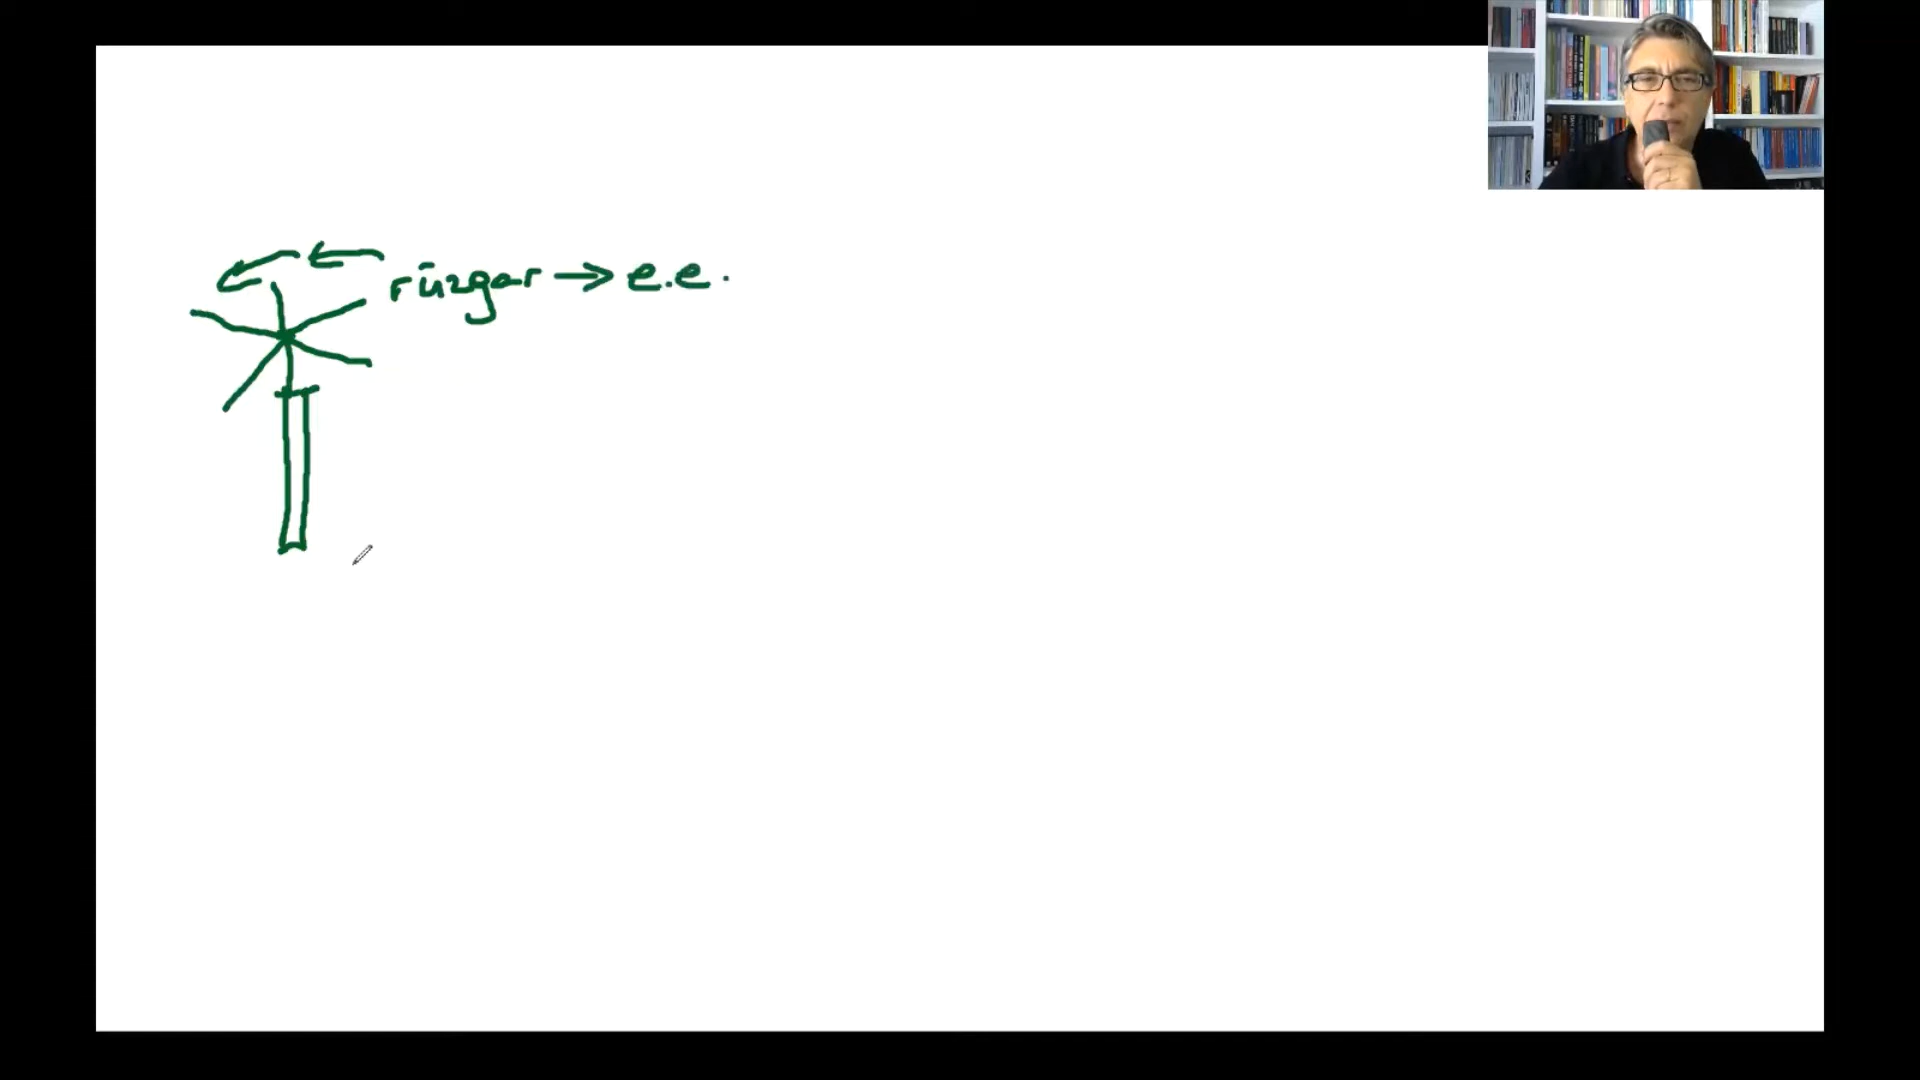 rüzgar → e.e.